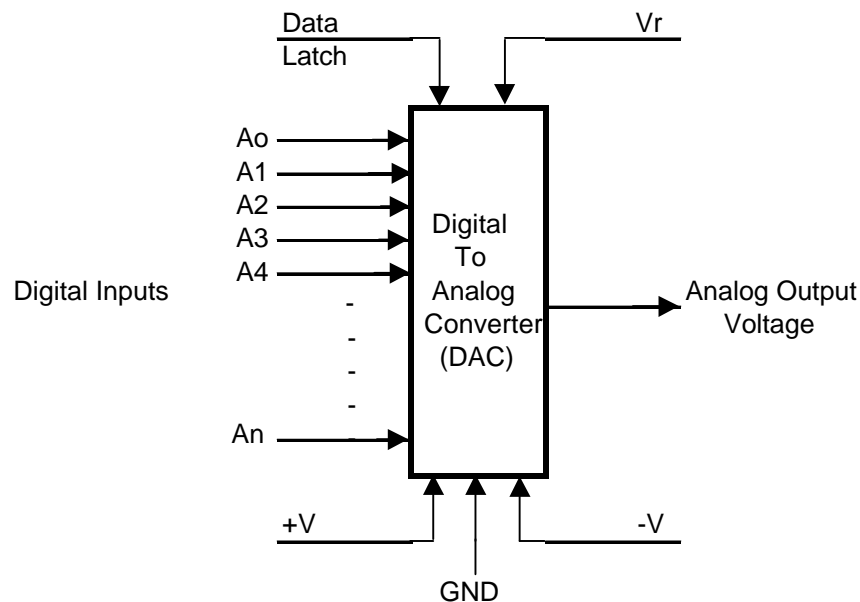 Data
Latch
Vr
Ao
A1
A2
A3
A4
An
Digital Inputs
Digital
To
Analog
Converter
(DAC)
Analog Output
Voltage
+V
-V
GND